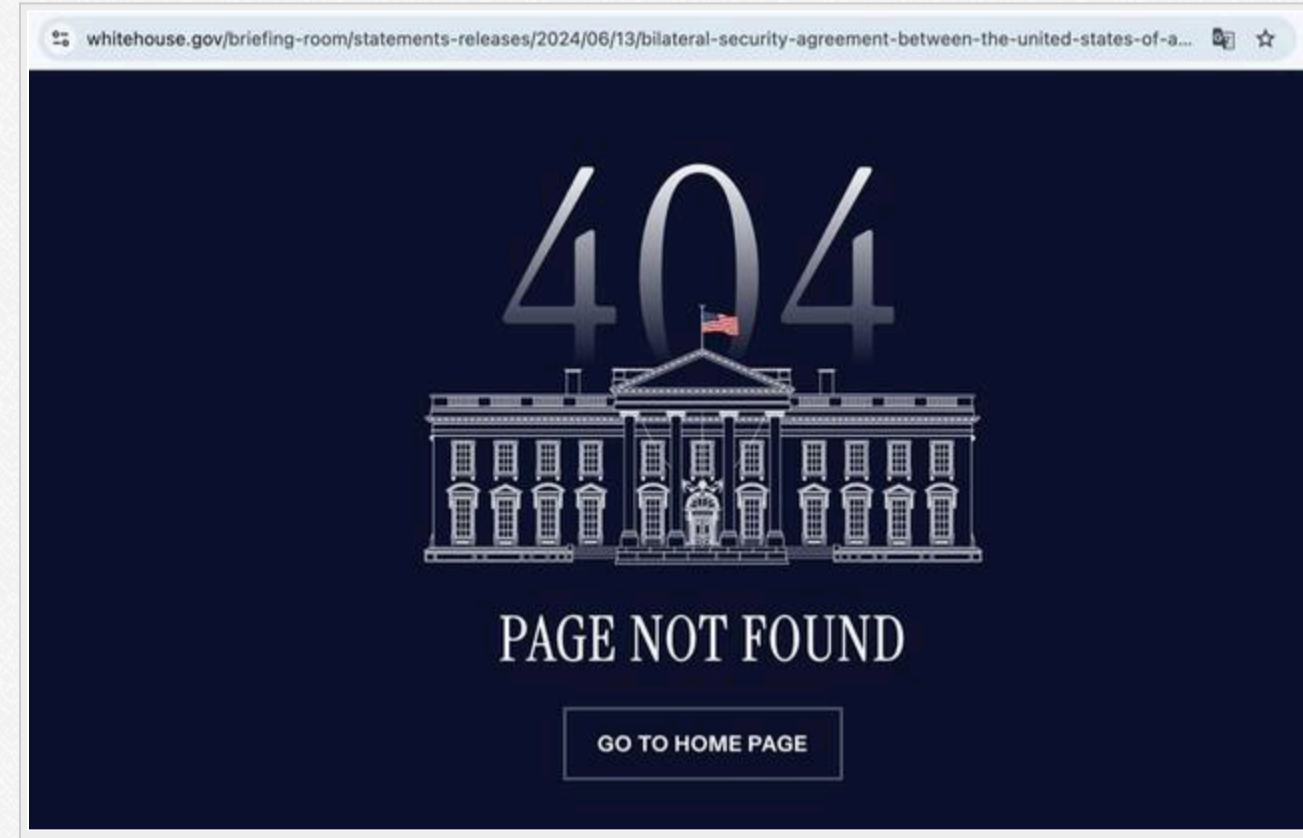 whitehouse.gov/briefing-room/statements-releases/2024/06/13/bilateral-security-agreement-between-the-united-states-of-a...
404
PAGE NOT FOUND
GO TO HOME PAGE